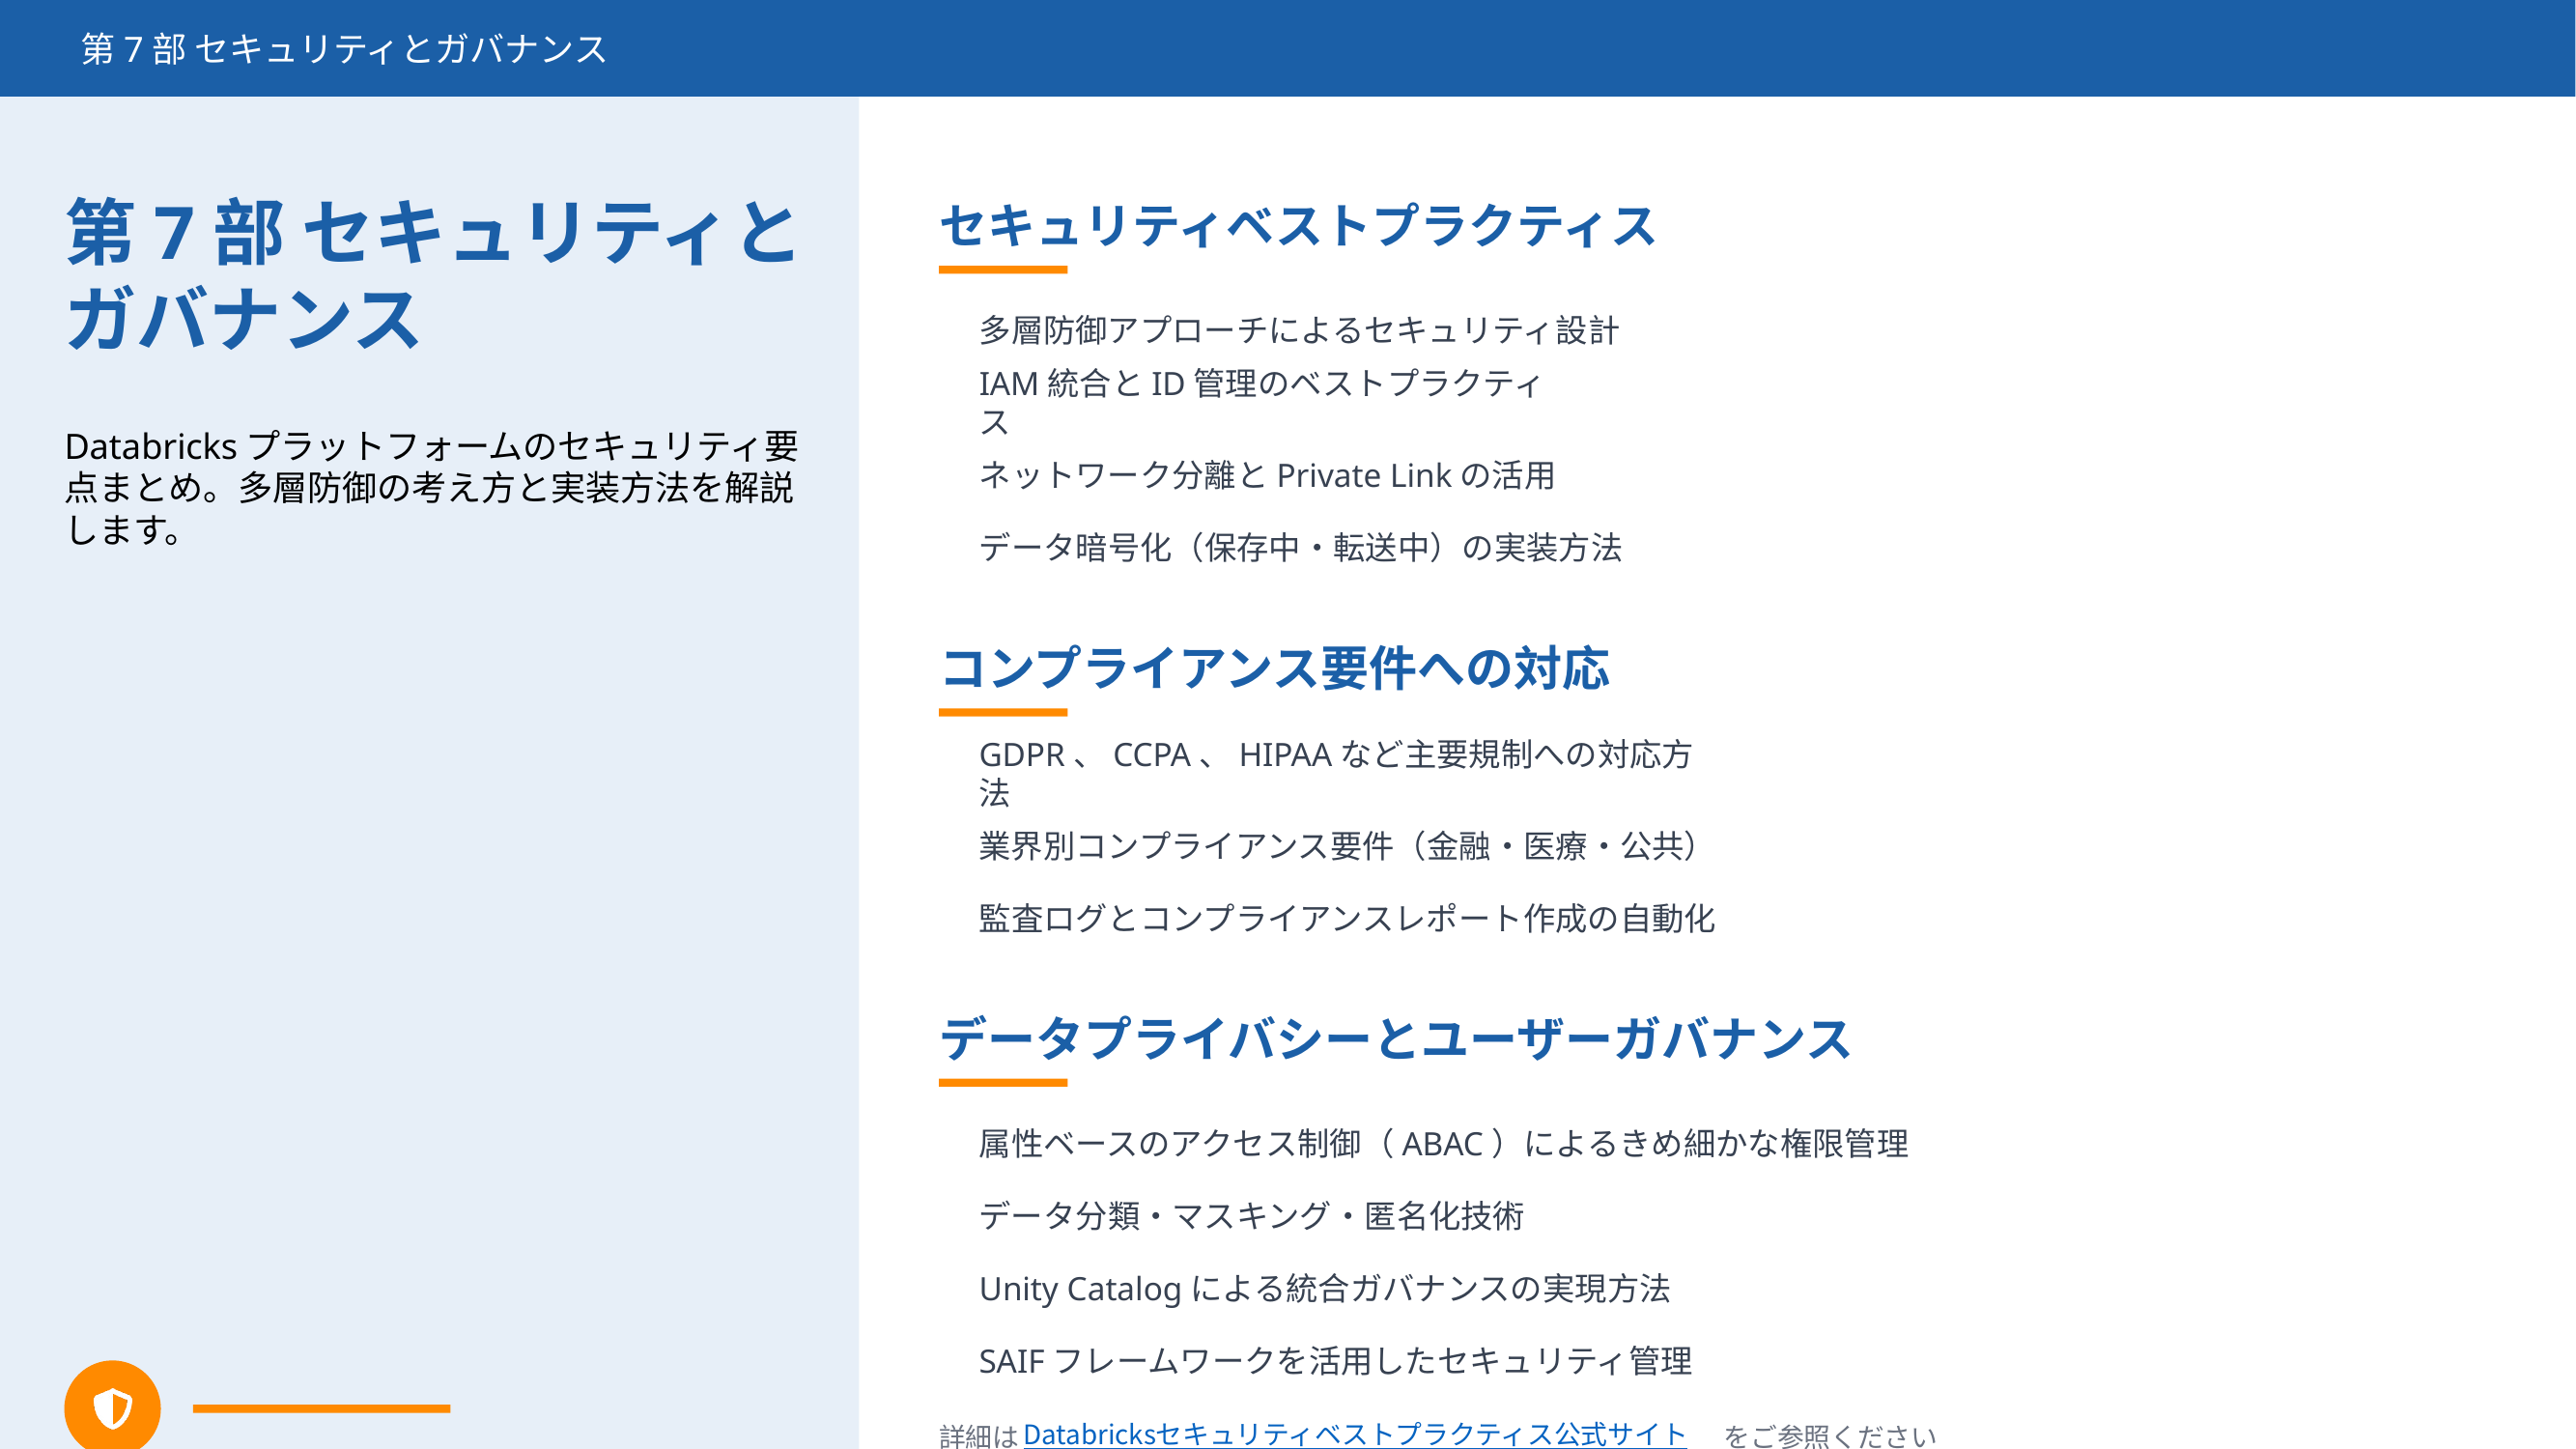 第 7 部 セキュリティとガバナンス
第 7 部 セキュリティと
ガバナンス
Databricks プラットフォームのセキュリティ要
点まとめ。多層防御の考え方と実装方法を解説
します。
セキュリティベストプラクティス
多層防御アプローチによるセキュリティ設計
IAM 統合と ID 管理のベストプラクティ
ス
ネットワーク分離と Private Link の活用
データ暗号化（保存中・転送中）の実装方法
コンプライアンス要件への対応
GDPR 、 CCPA 、 HIPAA など主要規制への対応方
法
業界別コンプライアンス要件（金融・医療・公共）
監査ログとコンプライアンスレポート作成の自動化
データプライバシーとユーザーガバナンス
属性ベースのアクセス制御（ ABAC ）によるきめ細かな権限管理
データ分類・マスキング・匿名化技術
Unity Catalog による統合ガバナンスの実現方法
SAIF フレームワークを活用したセキュリティ管理
詳細は Databricksセキュリティベストプラクティス公式サイト をご参照ください